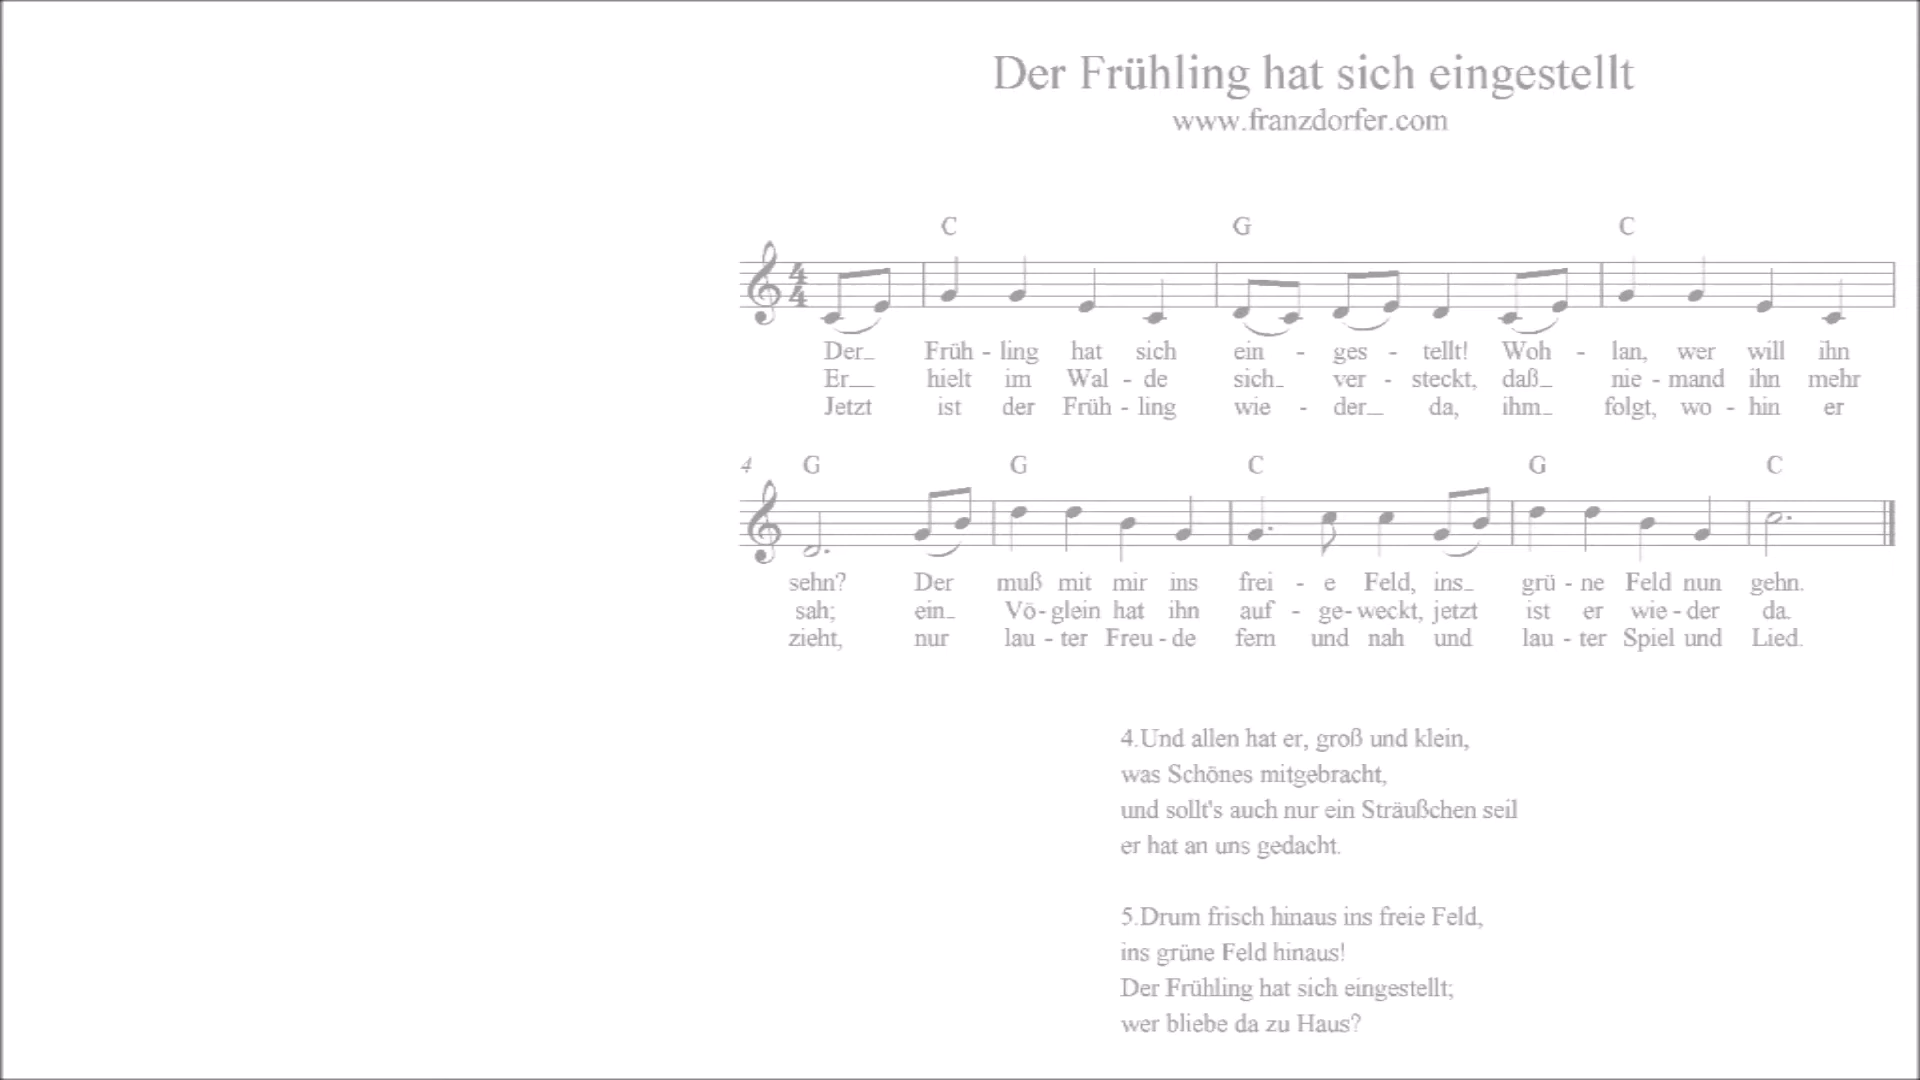 Der Frühling hat sich eingestellt
www.franzdorfer.com
C G C
4 4
Der_ Früh - ling hat sich ein - ges - tellt! Woh - lan, wer will ihn
Er_ hielt im Wal - de sich_ ver - steckt, daß_ nie - mand ihn mehr
Jetzt ist der Früh - ling wie - der_ da, ihm_ folgt, wo - hin er
4 G G C G C
sehn? Der muß mit mir ins frei - e Feld, ins_ grü - ne Feld nun gehn.
sah; ein_ Vö - glein hat ihn auf - ge - weckt, jetzt ist er wie - der da.
zieht, nur lau - ter Freu - de fern und nah und lau - ter Spiel und Lied.
4.Und allen hat er, groß und klein,
was Schönes mitgebracht,
und sollt's auch nur ein Sträußchen seil
er hat an uns gedacht.
5.Drum frisch hinaus ins freie Feld,
ins grüne Feld hinaus!
Der Frühling hat sich eingestellt;
wer bliebe da zu Haus?